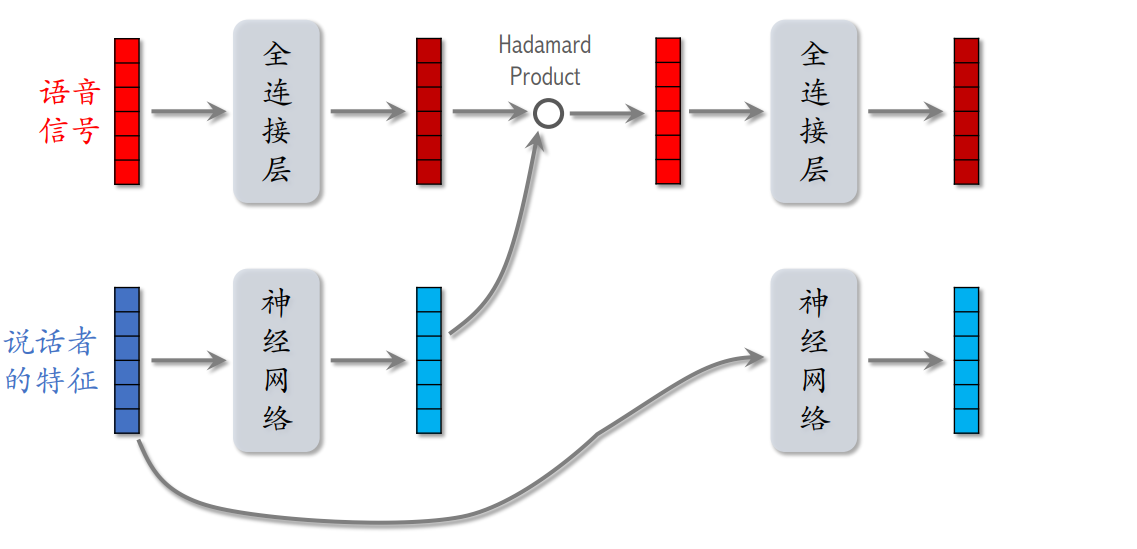 语音
信号
全
连
接
层
Hadamard
Product
全
连
接
层
说话者
的特征
神
经
网
络
神
经
网
络